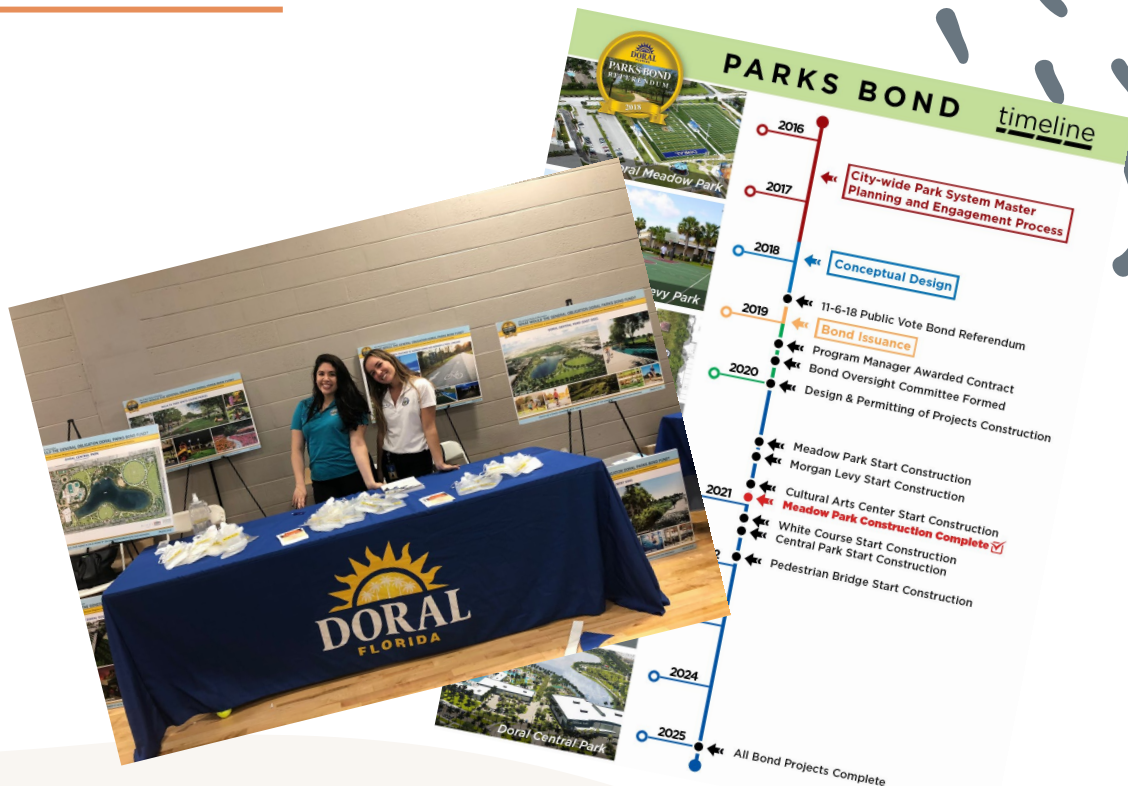 DORAL
PARKS BOND
REFERENDUM
2018
PARKS BOND
timeline
2016
2017
City-wide Park System Master
Planning and Engagement Process
2018
Conceptual Design
11-6-18 Public Vote Bond Referendum
2019
Bond Issuance
Program Manager Awarded Contract
Bond Oversight Committee Formed
2020
Design & Permitting of Projects Construction
Meadow Park Start Construction
Morgan Levy Start Construction
2021
Cultural Arts Center Start Construction
Meadow Park Construction Complete
White Course Start Construction
Central Park Start Construction
Pedestrian Bridge Start Construction
2024
2025
All Bond Projects Complete
Meadow Park
Park
Doral Central Park
DORAL
FLORIDA